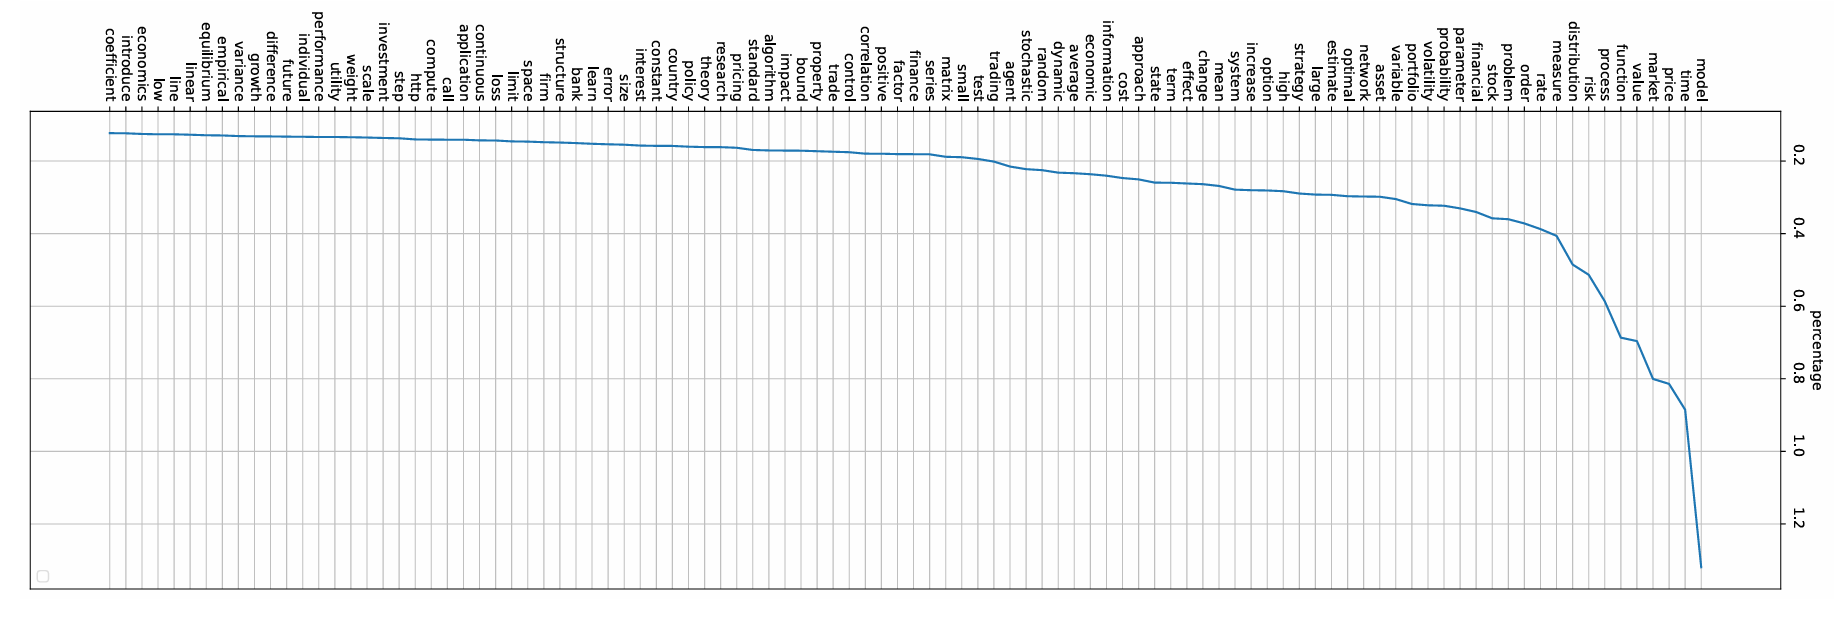 model
time
price
market
value
function
process
risk
distribution
measure
rate
order
problem
stock
financial
parameter
probability
volatility
portfolio
variable
asset
network
optimal
estimate
large
strategy
high
option
increase
system
mean
change
effect
term
state
approach
cost
information
economic
average
dynamic
random
stochastic
agent
trading
test
small
matrix
series
finance
factor
positive
correlation
control
trade
property
bound
impact
algorithm
standard
pricing
research
theory
policy
country
constant
interest
size
error
learn
bank
structure
firm
space
limit
loss
continuous
application
call
compute
http
step
investment
scale
weight
utility
performance
individual
future
difference
growth
variance
empirical
equilibrium
linear
line
low
economics
introduce
coefficient
percentage
0.2
0.4
0.6
0.8
1.0
1.2